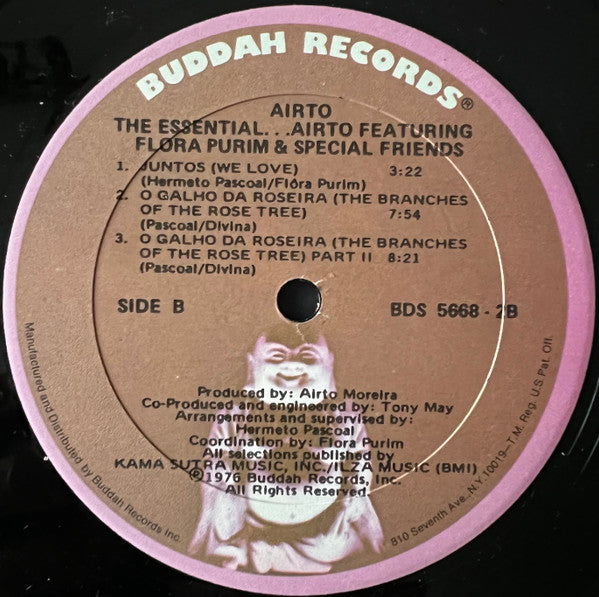 BUDDAH RECORDS®
AIRTO
THE ESSENTIAL...AIRTO FEATURING
FLORA PURIM & SPECIAL FRIENDS
1. JUNTOS (WE LOVE) 3:22
(Hermeto Pascoal/Flóra Purim)
2. O GALHO DA ROSEIRA (THE BRANCHES
OF THE ROSE TREE) 7:54
(Pascoal/Divina)
3. O GALHO DA ROSEIRA (THE BRANCHES
OF THE ROSE TREE) PART II 8:21
(Pascoal/Divina)
SIDE B
BDS 5668 - 2B
Produced by: Airto Moreira
Co-Produced and engineered by: Tony May
Arrangements and supervised by:
Hermeto Pascoal
Coordination by: Flora Purim
All selections published by
KAMA SUTRA MUSIC, INC. ILZA MUSIC (BMI)
℗1976 Buddah Records, Inc.
All Rights Reserved.
Manufactured and Distributed by Buddah Records Inc.
810 Seventh Ave., N.Y. 10019—T.M. Reg. U.S. Pat. Off.